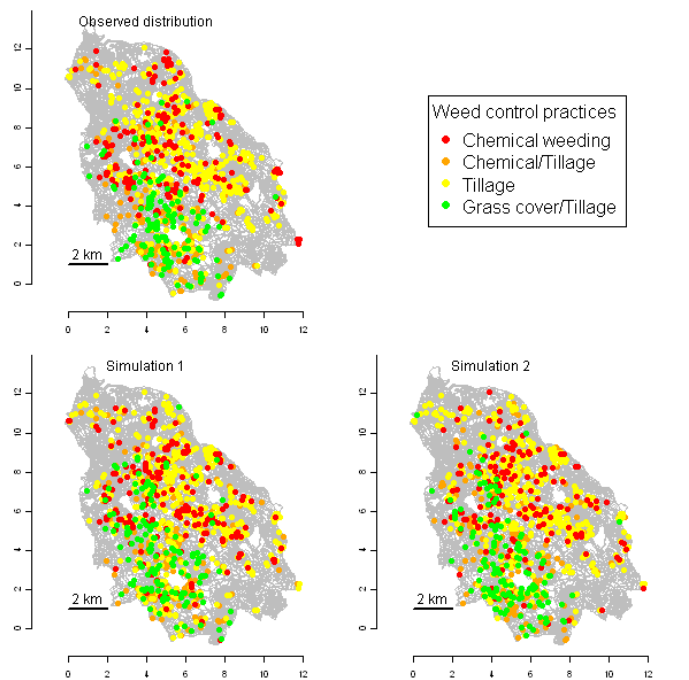 Observed distribution
12
10
8
6
4
2
0
2 km
0 2 4 6 8 10 12
Weed control practices
Chemical weeding
Chemical/Tillage
Tillage
Grass cover/Tillage
Simulation 1
12
10
8
6
4
2
0
2 km
0 2 4 6 8 10 12
Simulation 2
12
10
8
6
4
2
0
2 km
0 2 4 6 8 10 12